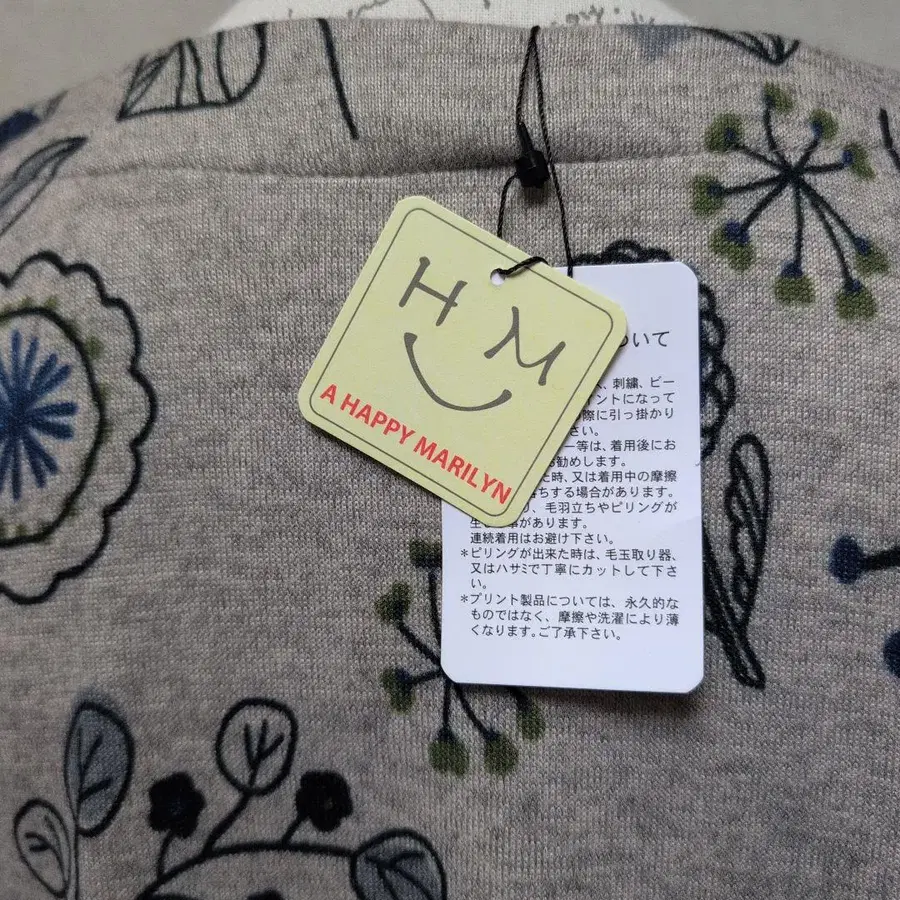 H M
A HAPPY MARILYN
ついて
、刺繍、ビー
イントになって
際に引っ掛かり
さい。
ー等は、着用後にお
お勧めします。
た時、又は着用中の摩擦
落ちする場合があります。
り、毛羽立ちやピリングが
生じ 事があります。
連続着用はお避け下さい。
*ピリングが出来た時は、毛玉取り器、
又はハサミで丁寧にカットして下さ
い。
*プリント製品については、永久的な
ものではなく、摩擦や洗濯により薄
くなります。ご了承下さい。